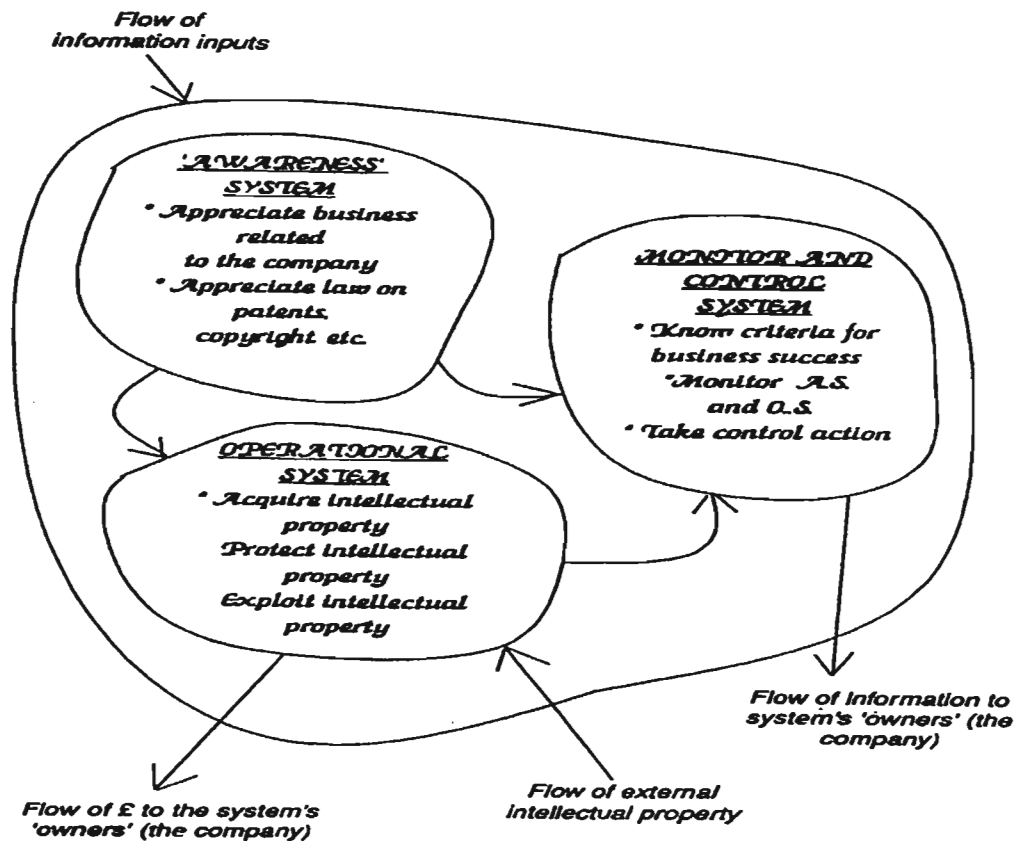 Flow of
information inputs
'AWARENESS'
SYSTEM
* Appreciate business
related
to the company
* Appreciate law on
patents,
copyright etc.
MONITOR AND
CONTROL
SYSTEM
* Know criteria for
business success
*Monitor A.S.
and O.S.
* Take control action
OPERATIONAL
SYSTEM
* Acquire intellectual
property
Protect intellectual
property
Exploit intellectual
property
Flow of Information to
system's 'owners' (the
company)
Flow of external
intellectual property
Flow of £ to the system's
'owners' (the company)